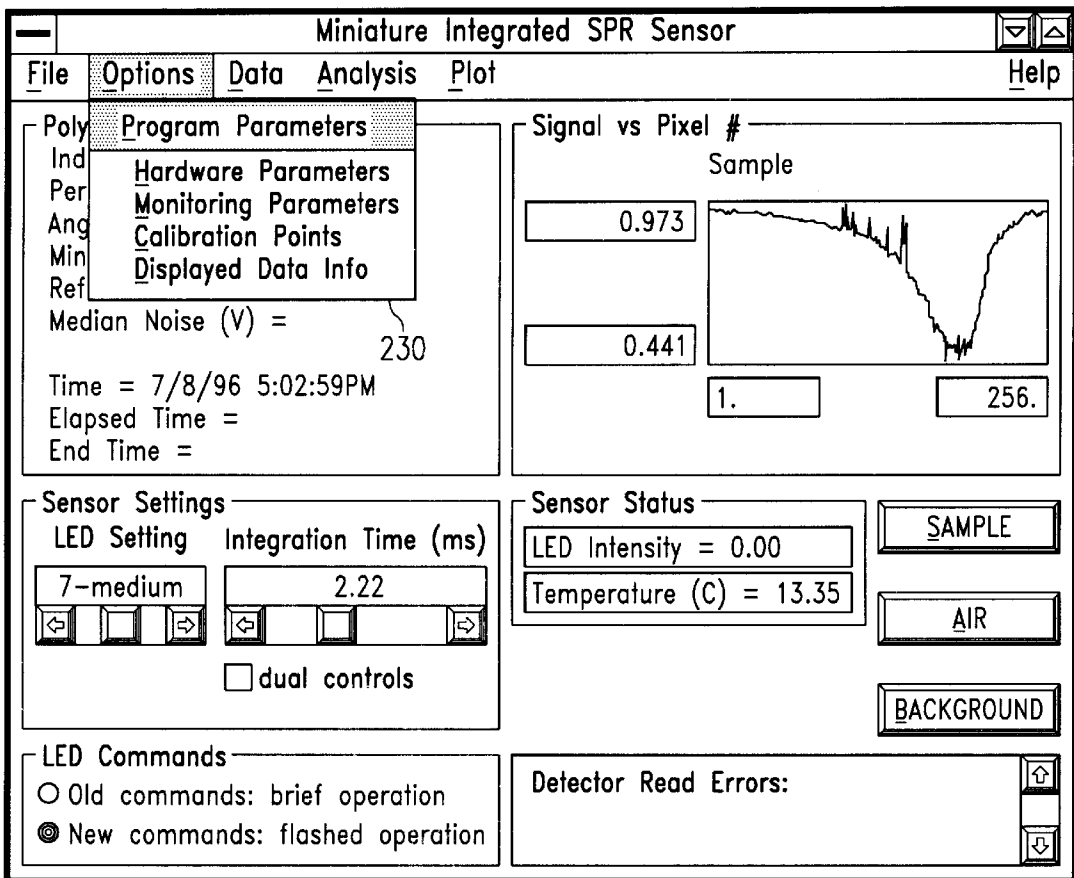 Miniature Integrated SPR Sensor
File Options Data Analysis Plot Help
Program Parameters
Hardware Parameters
Monitoring Parameters
Calibration Points
Displayed Data Info
230
Poly
Ind
Per
Ang
Min
Ref
Median Noise (V) =
Time = 7/8/96 5:02:59PM
Elapsed Time =
End Time =
Signal vs Pixel #
Sample
0.973
0.441
1. 256.
Sensor Settings
LED Setting Integration Time (ms)
7-medium 2.22
dual controls
Sensor Status
LED Intensity = 0.00
Temperature (C) = 13.35
SAMPLE
AIR
BACKGROUND
LED Commands
Old commands: brief operation
New commands: flashed operation
Detector Read Errors: